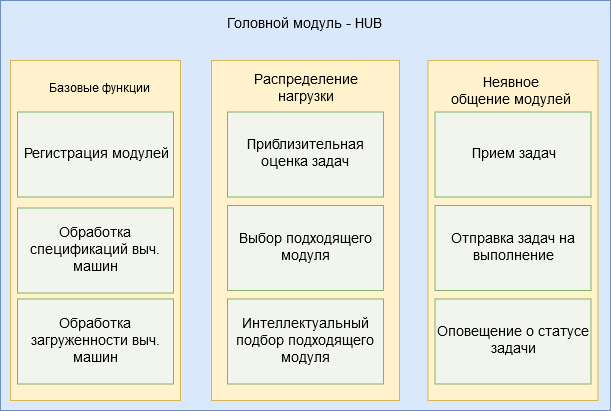 Головной модуль - HUB
Базовые функции
Регистрация модулей
Обработка
спецификаций выч.
машин
Обработка
загруженности выч.
машин
Распределение
нагрузки
Приблизительная
оценка задач
Выбор подходящего
модуля
Интеллектуальный
подбор подходящего
модуля
Неявное
общение модулей
Прием задач
Отправка задач на
выполнение
Оповещение о статусе
задачи